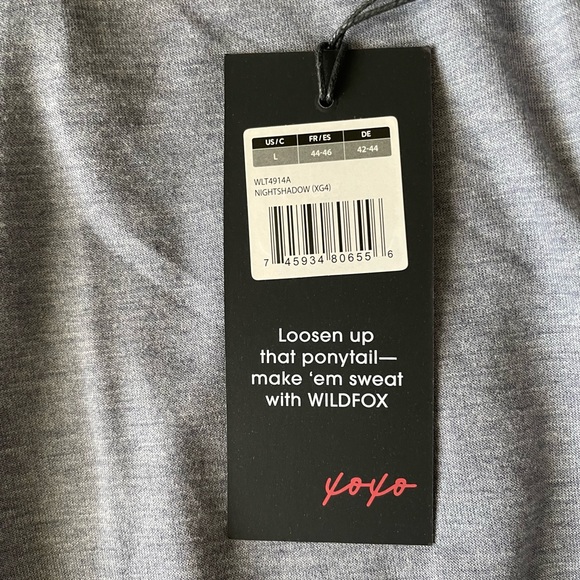 US/C FR/ES DE
L 44-46 42-44
WLT4914A
NIGHTSHADOW (XG4)
7 45934 80655 6
Loosen up
that ponytail—
make ‘em sweat
with WILDFOX
xoxo